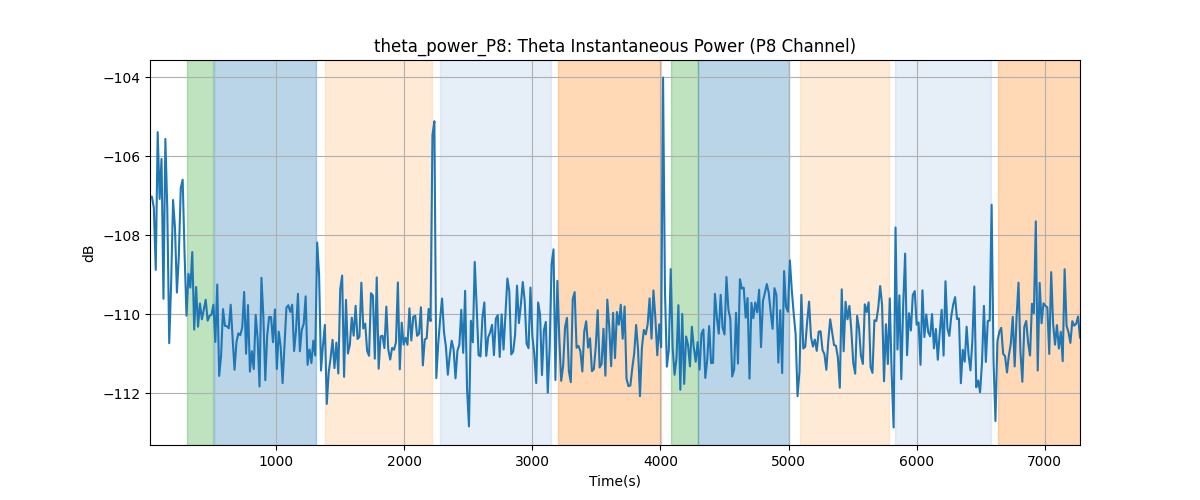 theta_power_P8: Theta Instantaneous Power (P8 Channel)
−104
−106
−108
−110
−112
dB
1000 2000 3000 4000 5000 6000 7000
Time(s)